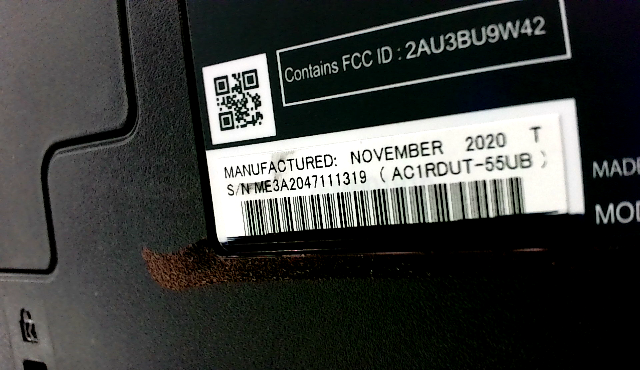 Contains FCC ID : 2AU3BU9W42
MANUFACTURED: NOVEMBER 2020 T
S/N ME3A2047111319 ( AC1RDUT-55UB )